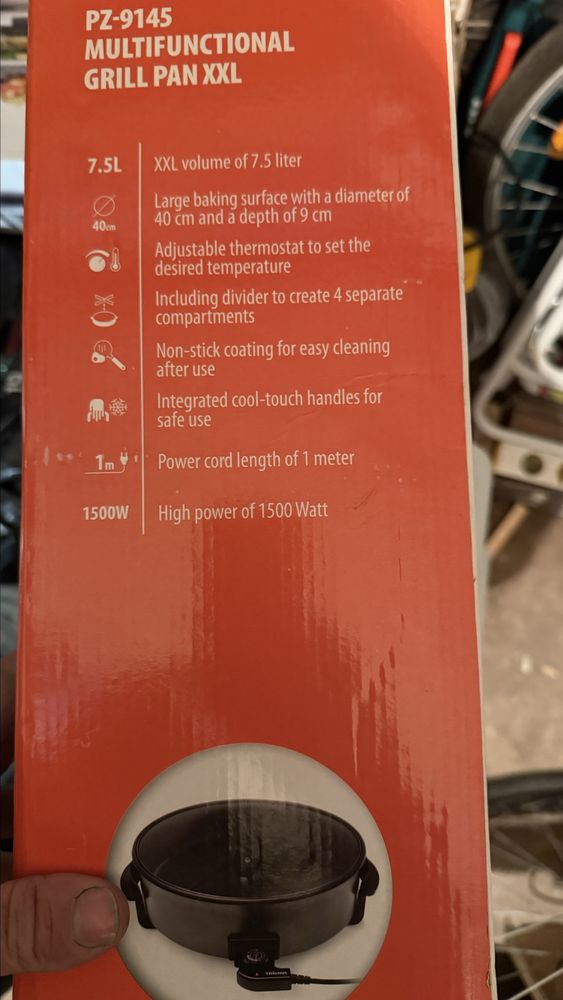 PZ-9145
MULTIFUNCTIONAL
GRILL PAN XXL
7.5L XXL volume of 7.5 liter
Large baking surface with a diameter of
40cm 40 cm and a depth of 9 cm
Adjustable thermostat to set the
desired temperature
Including divider to create 4 separate
compartments
Non-stick coating for easy cleaning
after use
Integrated cool-touch handles for
safe use
1m Power cord length of 1 meter
1500W High power of 1500 Watt
TRISTAR